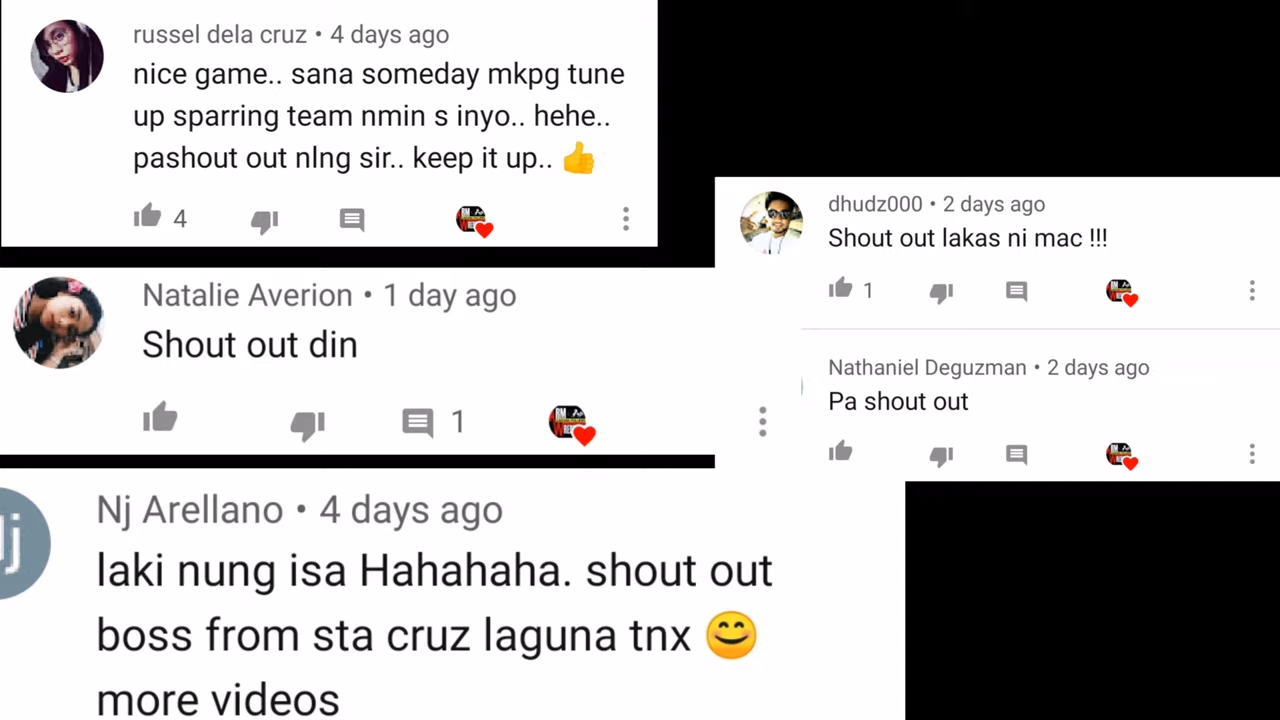 russel dela cruz • 4 days ago
nice game.. sana someday mkpg tune
up sparring team nmin s inyo.. hehe..
pashout out nlng sir.. keep it up.. 👍
4
dhudz000 • 2 days ago
Shout out lakas ni mac !!!
1
Natalie Averion • 1 day ago
Shout out din
1
Nathaniel Deguzman • 2 days ago
Pa shout out
Nj
Nj Arellano • 4 days ago
laki nung isa Hahahaha. shout out
boss from sta cruz laguna tnx 😊
more videos